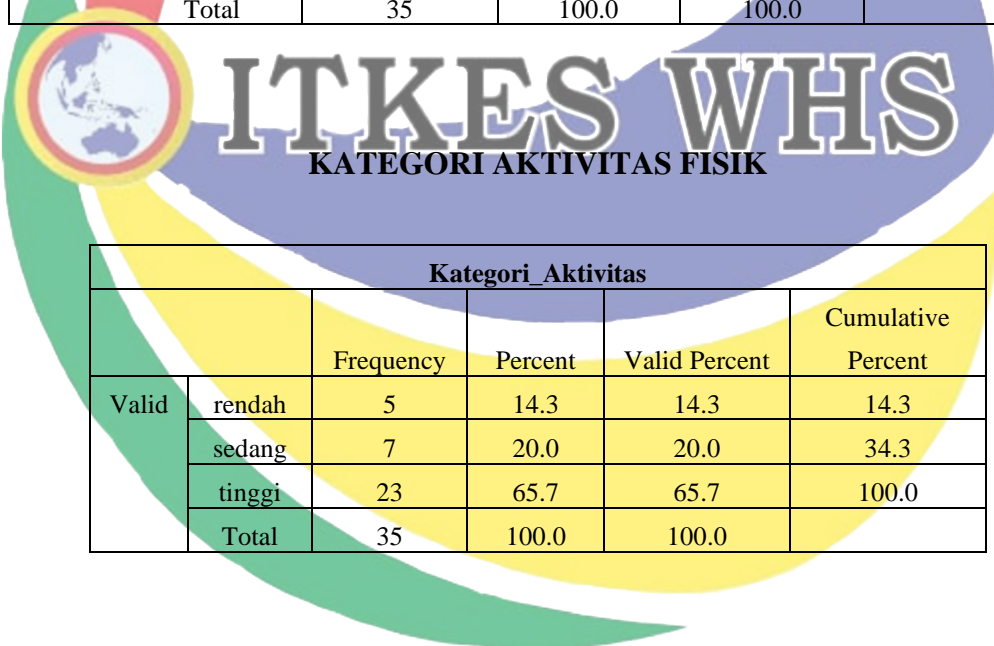 Total 35 100.0 100.0
ITKES WHS
KATEGORI AKTIVITAS FISIK
Kategori_Aktivitas
Frequency Percent Valid Percent Cumulative Percent
Valid rendah 5 14.3 14.3 14.3
sedang 7 20.0 20.0 34.3
tinggi 23 65.7 65.7 100.0
Total 35 100.0 100.0